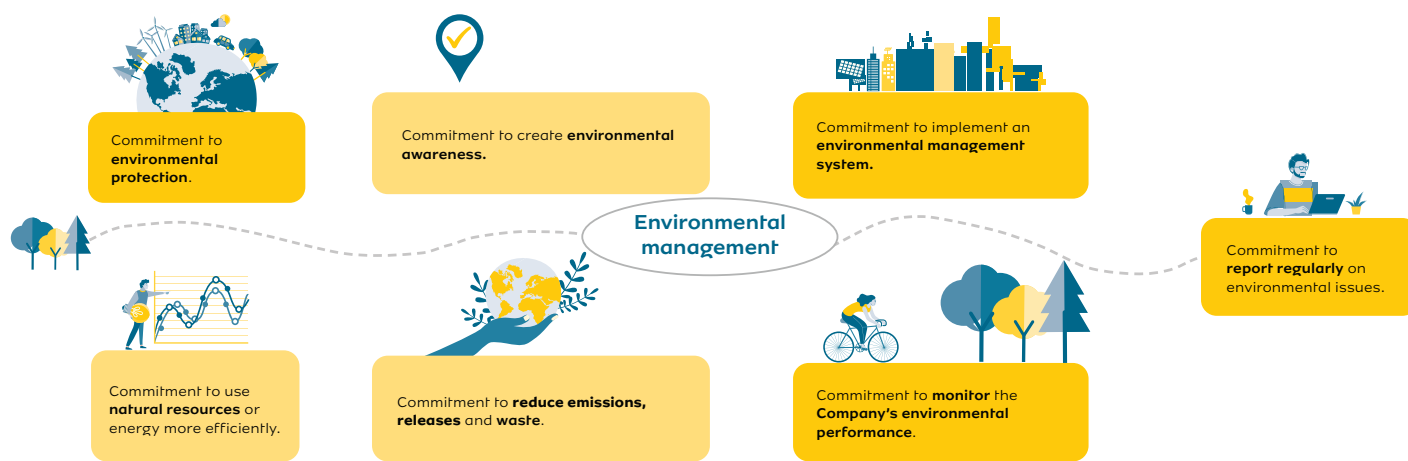 Commitment to
environmental
protection.
Commitment to create environmental
awareness.
Commitment to implement an
environmental management
system.
Environmental
management
Commitment to
report regularly on
environmental issues.
Commitment to use
natural resources or
energy more efficiently.
Commitment to reduce emissions,
releases and waste.
Commitment to monitor the
Company's environmental
performance.